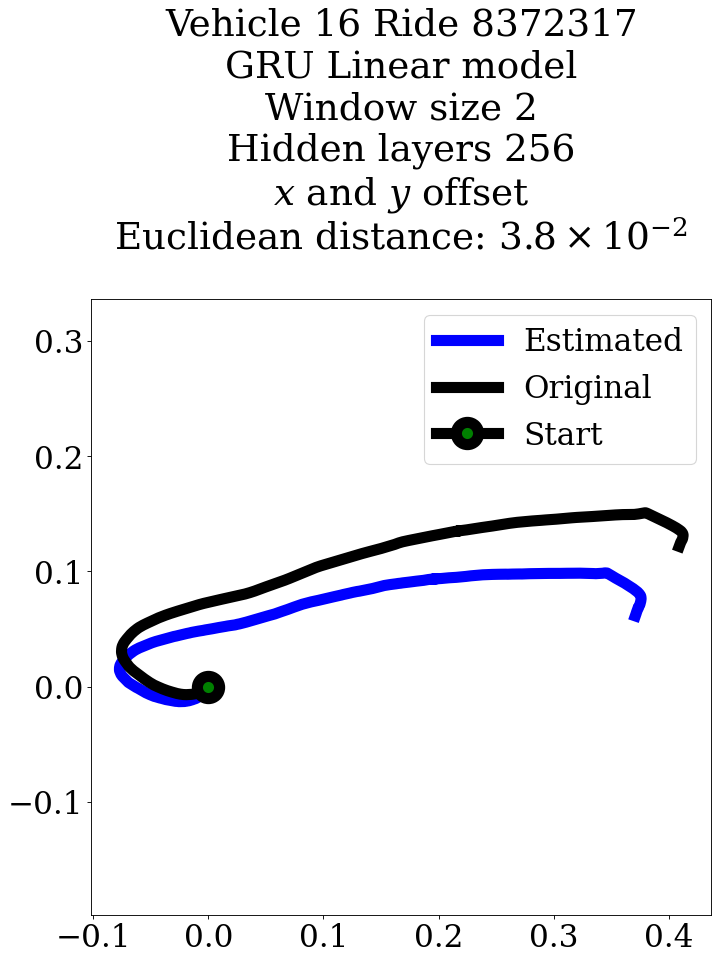 Vehicle 16 Ride 8372317
GRU Linear model
Window size 2
Hidden layers 256
x and y offset
Euclidean distance: 3.8 × 10⁻²
Estimated
Original
Start
0.3
0.2
0.1
0.0
−0.1
−0.1 0.0 0.1 0.2 0.3 0.4